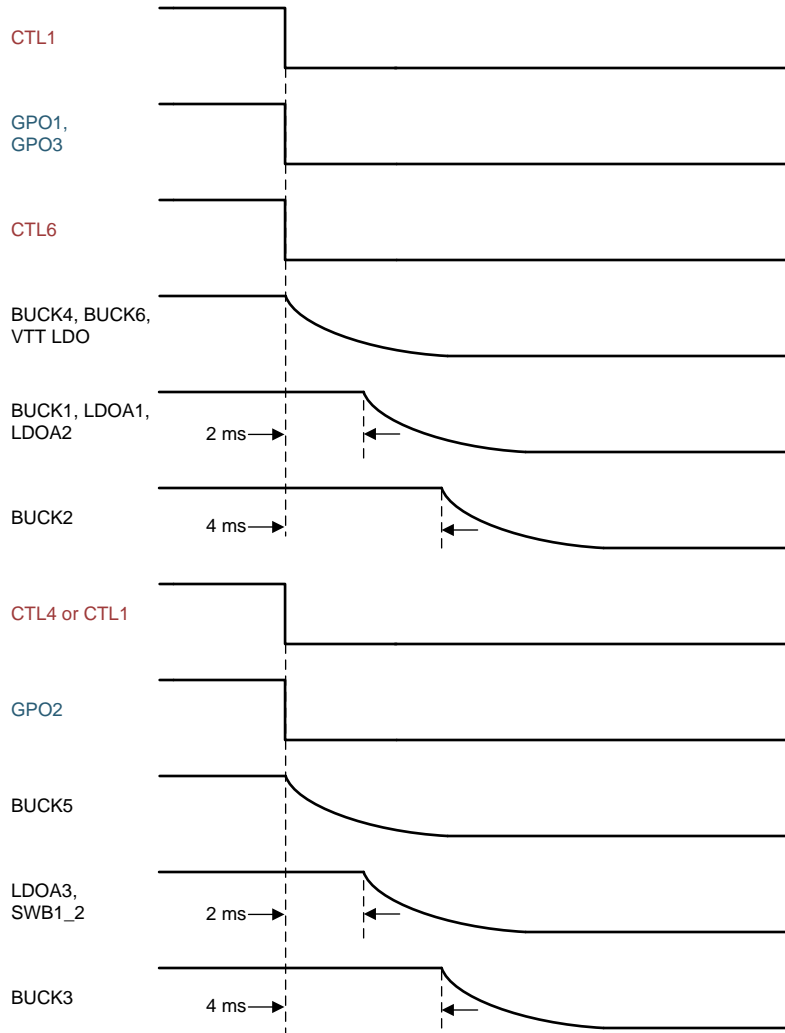 CTL1
GPO1,
GPO3
CTL6
BUCK4, BUCK6,
VTT LDO
BUCK1, LDOA1,
LDOA2
2 ms
BUCK2
4 ms
CTL4 or CTL1
GPO2
BUCK5
LDOA3,
SWB1_2
2 ms
BUCK3
4 ms